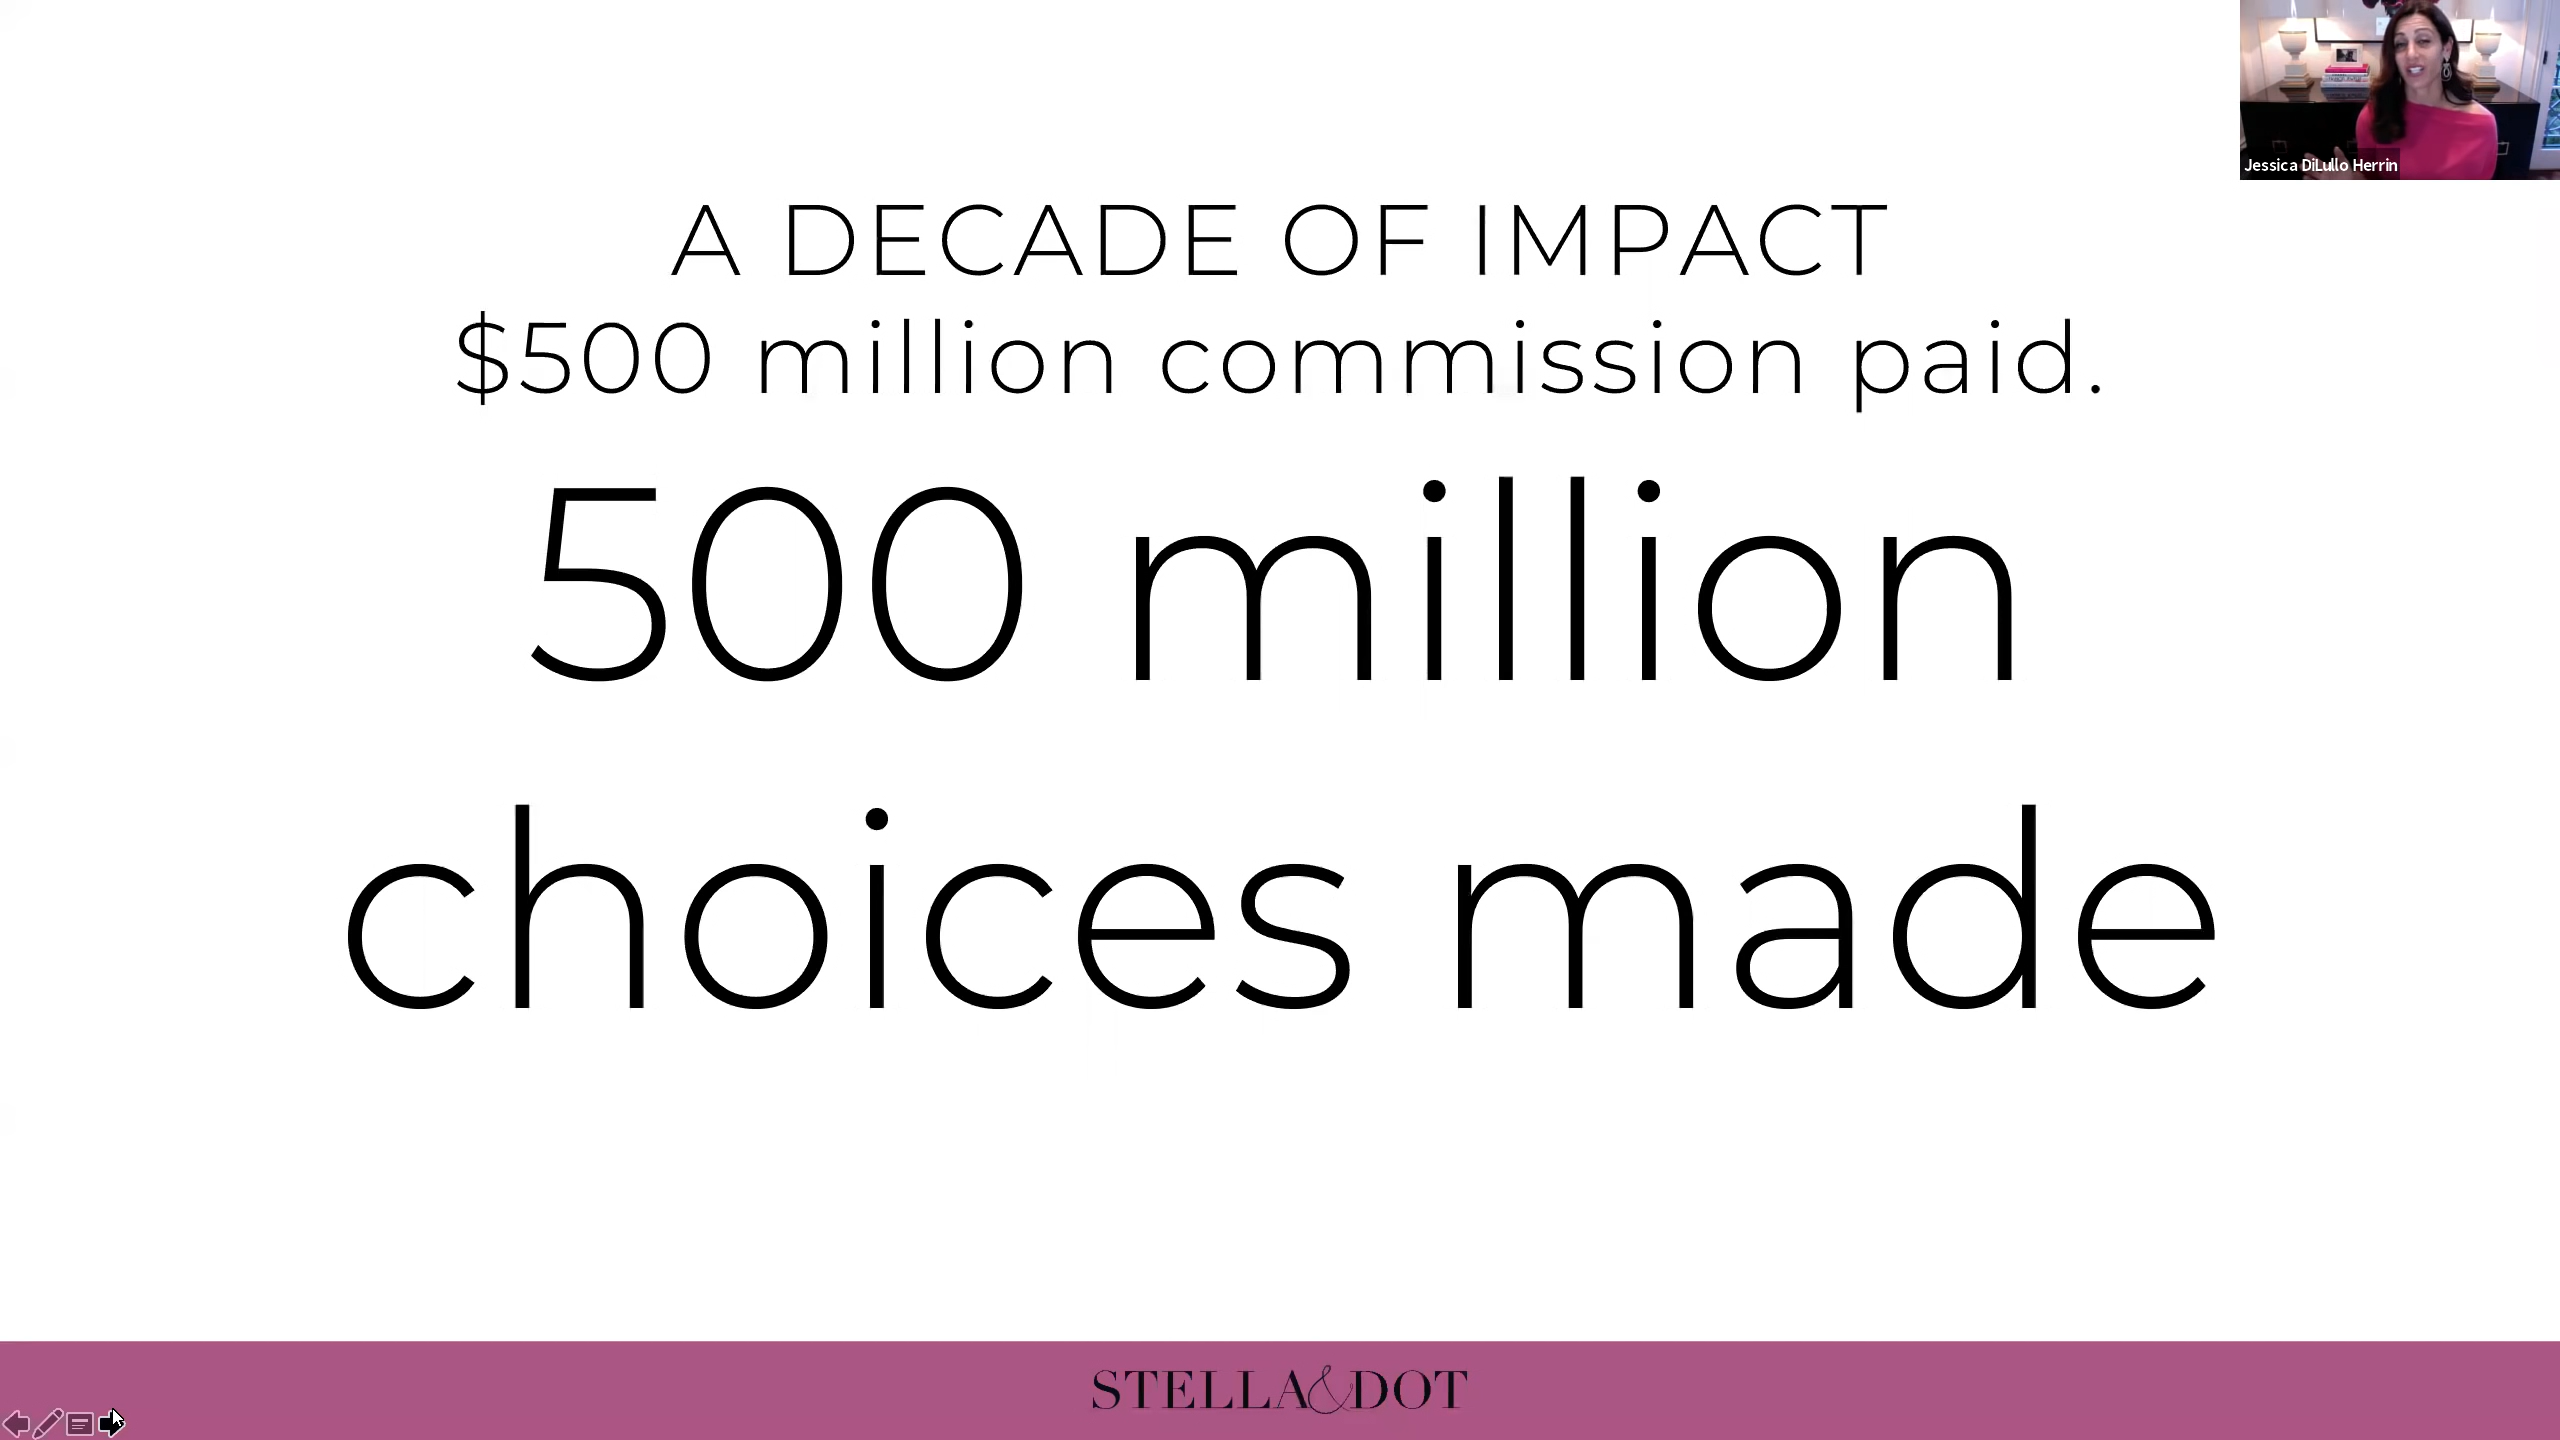 Jessica DiLullo Herrin
A DECADE OF IMPACT
$500 million commission paid.
500 million
choices made
STELLA&DOT